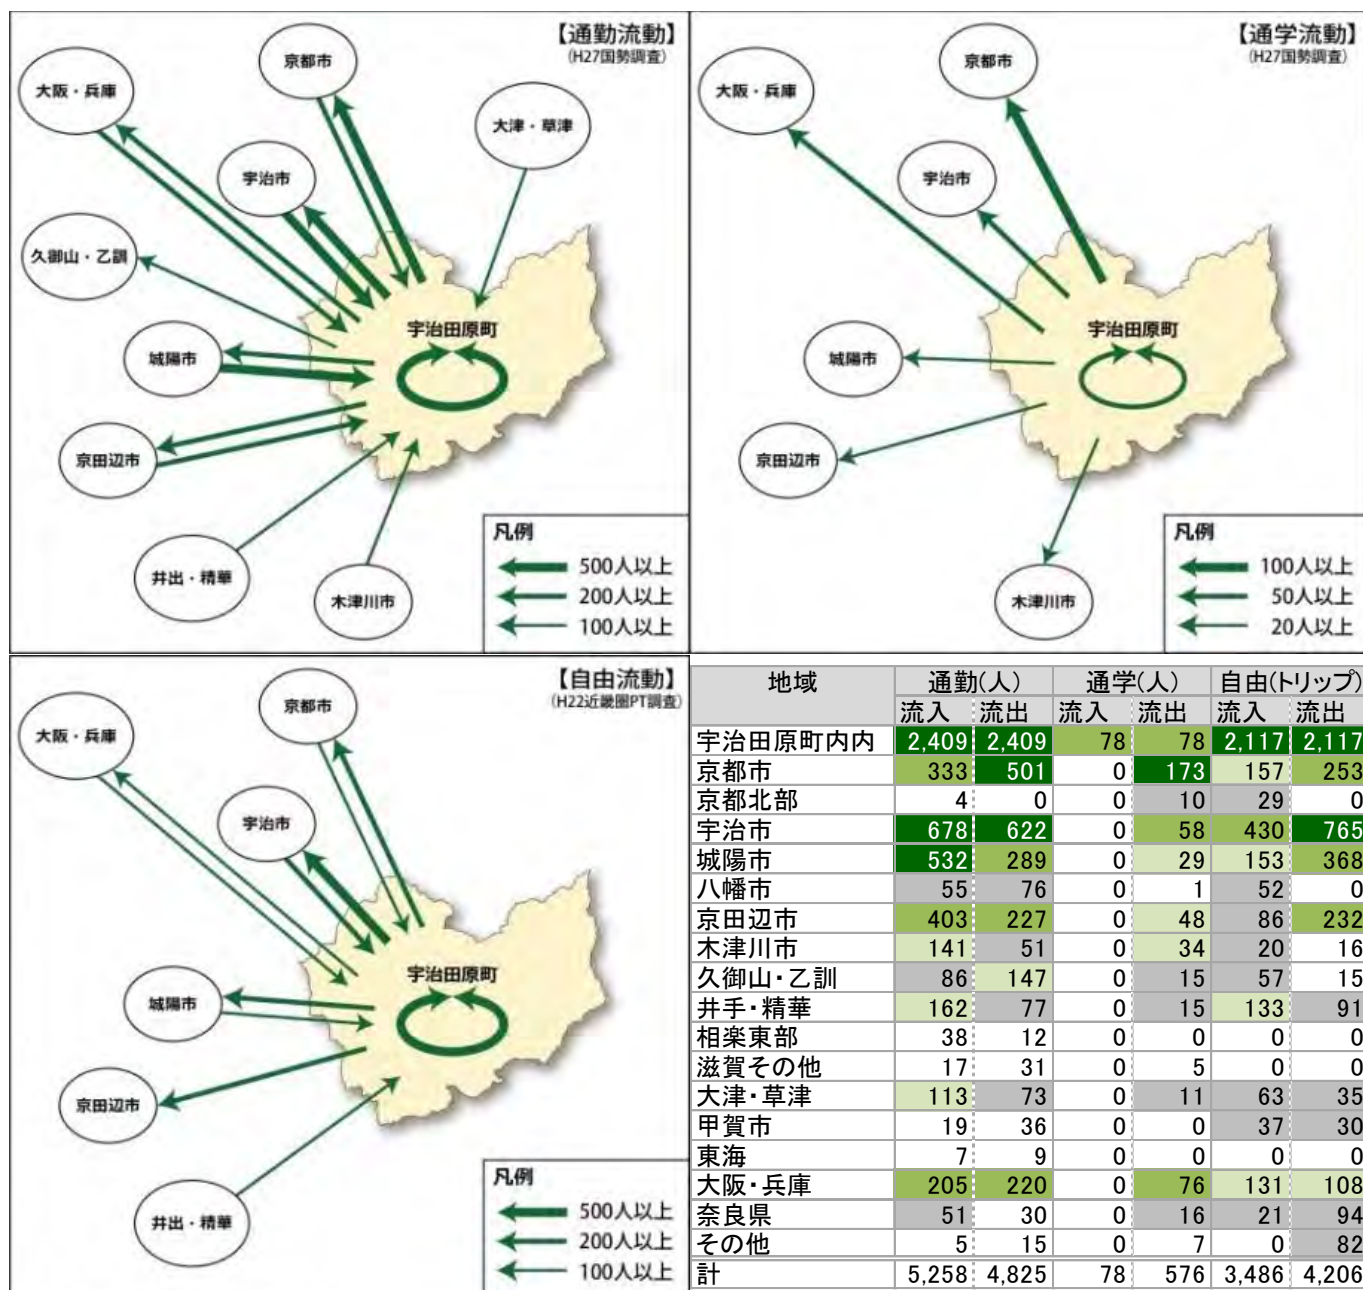 【通勤流動】
(H27国勢調査)
京都市
大阪・兵庫
大津・草津
宇治市
久御山・乙訓
宇治田原町
城陽市
京田辺市
井出・精華
木津川市
凡例
500人以上
200人以上
100人以上
【通学流動】
(H27国勢調査)
京都市
大阪・兵庫
宇治市
宇治田原町
城陽市
京田辺市
木津川市
凡例
100人以上
50人以上
20人以上
【自由流動】
(H22近畿圏PT調査)
京都市
大阪・兵庫
宇治市
宇治田原町
城陽市
京田辺市
井出・精華
凡例
500人以上
200人以上
100人以上
地域 通勤(人) 通学(人) 自由(トリップ)
流入 流出 流入 流出 流入 流出
宇治田原町内内 2,409 2,409 78 78 2,117 2,117
京都市 333 501 0 173 157 253
京都北部 4 0 0 10 29 0
宇治市 678 622 0 58 430 765
城陽市 532 289 0 29 153 368
八幡市 55 76 0 1 52 0
京田辺市 403 227 0 48 86 232
木津川市 141 51 0 34 20 16
久御山・乙訓 86 147 0 15 57 15
井手・精華 162 77 0 15 133 91
相楽東部 38 12 0 0 0 0
滋賀その他 17 31 0 5 0 0
大津・草津 113 73 0 11 63 35
甲賀市 19 36 0 0 37 30
東海 7 9 0 0 0 0
大阪・兵庫 205 220 0 76 131 108
奈良県 51 30 0 16 21 94
その他 5 15 0 7 0 82
計 5,258 4,825 78 576 3,486 4,206